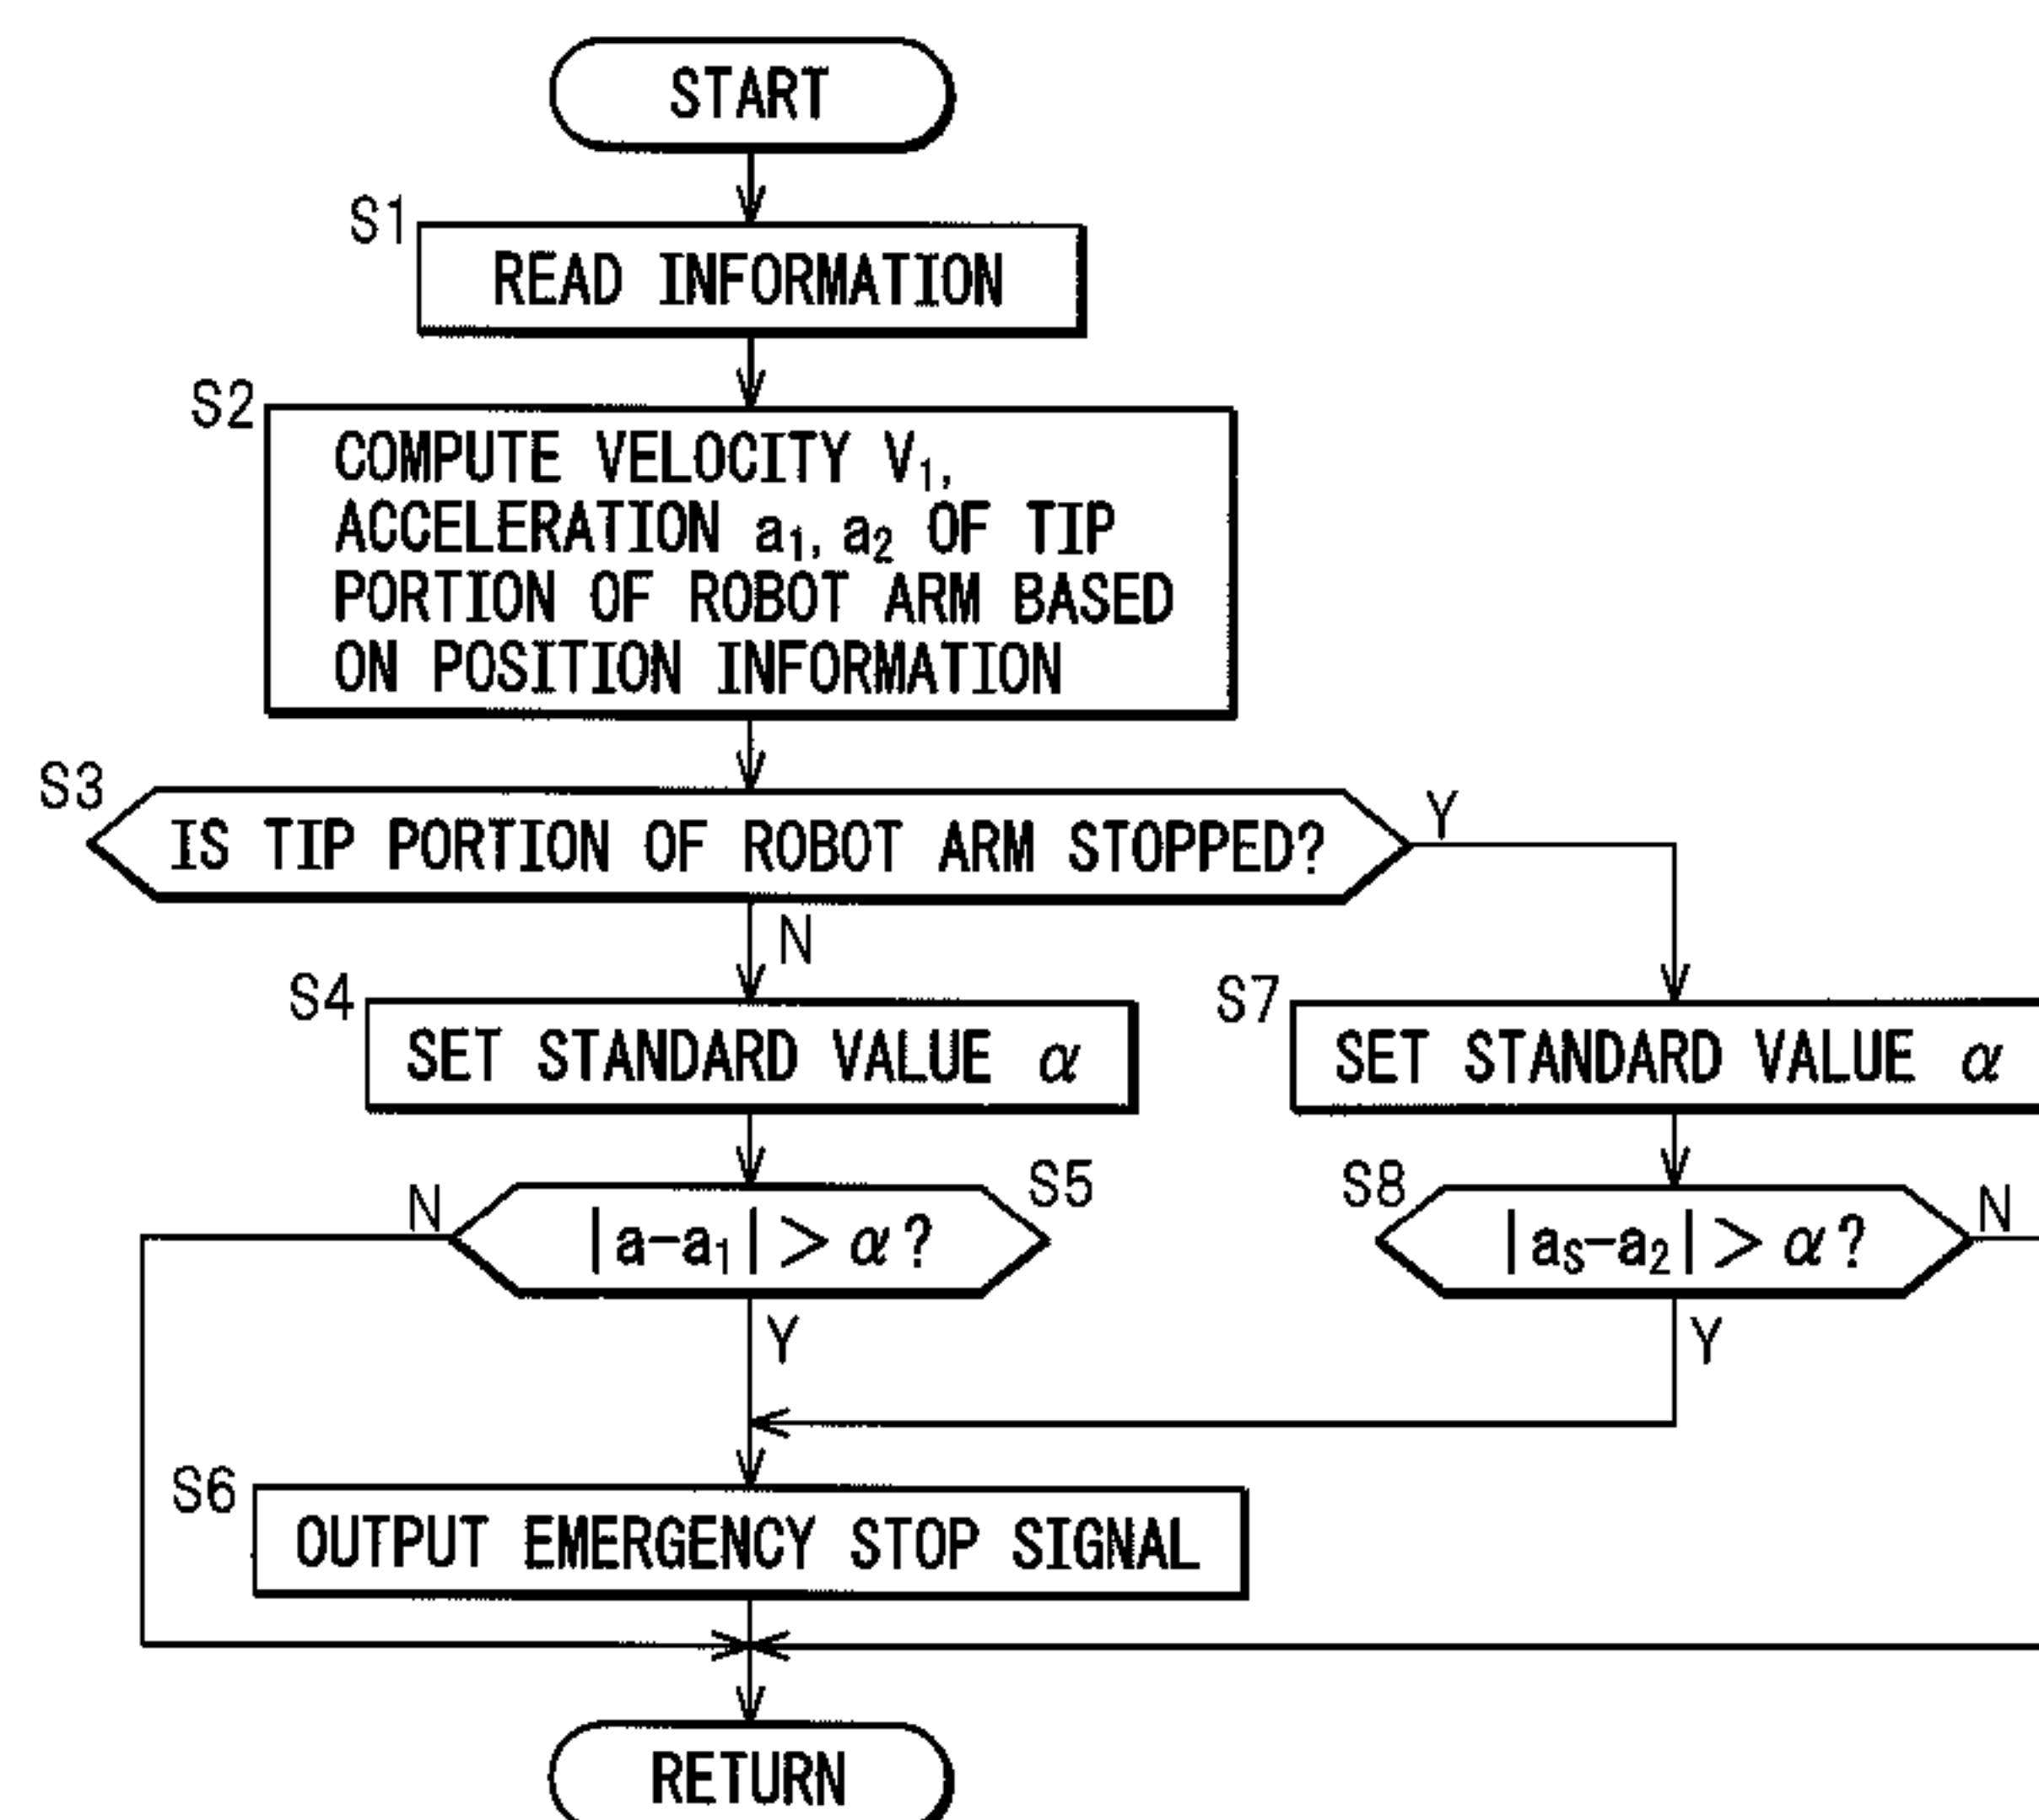 START
S1
READ INFORMATION
S2
COMPUTE VELOCITY V₁,
ACCELERATION a₁, a₂ OF TIP
PORTION OF ROBOT ARM BASED
ON POSITION INFORMATION
S3
IS TIP PORTION OF ROBOT ARM STOPPED?
Y
N
S4
SET STANDARD VALUE α
S7
SET STANDARD VALUE α
N
|a-a₁|> α?
S5
S8
|aₛ-a₂|> α?
N
Y
Y
S6
OUTPUT EMERGENCY STOP SIGNAL
RETURN